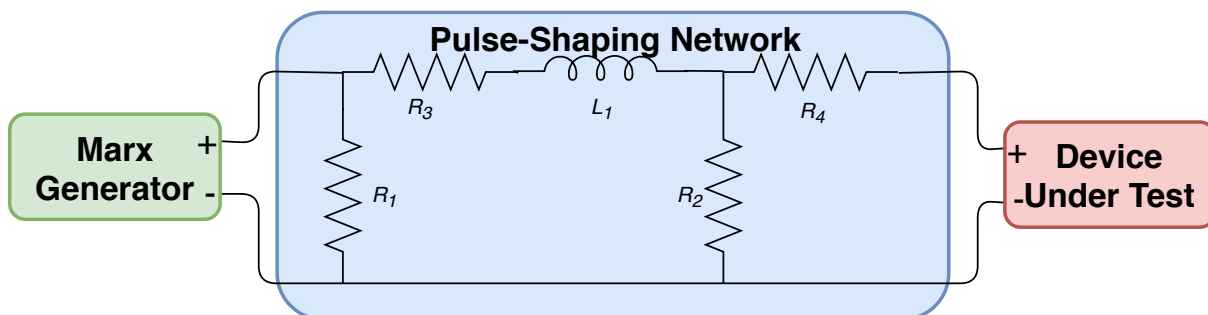 Pulse-Shaping Network
R3
L1
R4
Marx
Generator
+
-
R1
R2
+
-
Device
Under Test